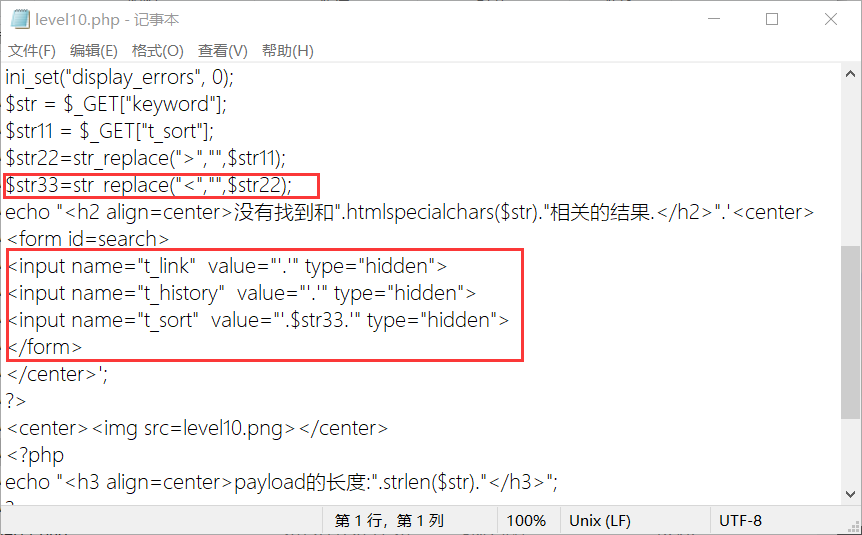 level10.php - 记事本
文件(F) 编辑(E) 格式(O) 查看(V) 帮助(H)
ini_set("display_errors", 0);
$str = $_GET["keyword"];
$str11 = $_GET["t_sort"];
$str22=str_replace(">","",$str11);
$str33=str_replace("<","",$str22);
echo "<h2 align=center>没有找到和".htmlspecialchars($str)."相关的结果.</h2>".'<center>
<form id=search>
<input name="t_link"  value="'.'" type="hidden">
<input name="t_history"  value="'.'" type="hidden">
<input name="t_sort"  value="'.$str33.'" type="hidden">
</form>
</center>';
?>
<center><img src=level10.png></center>
<?php
echo "<h3 align=center>payload的长度:".strlen($str)."</h3>";
第 1 行，第 1 列 100% Unix (LF) UTF-8